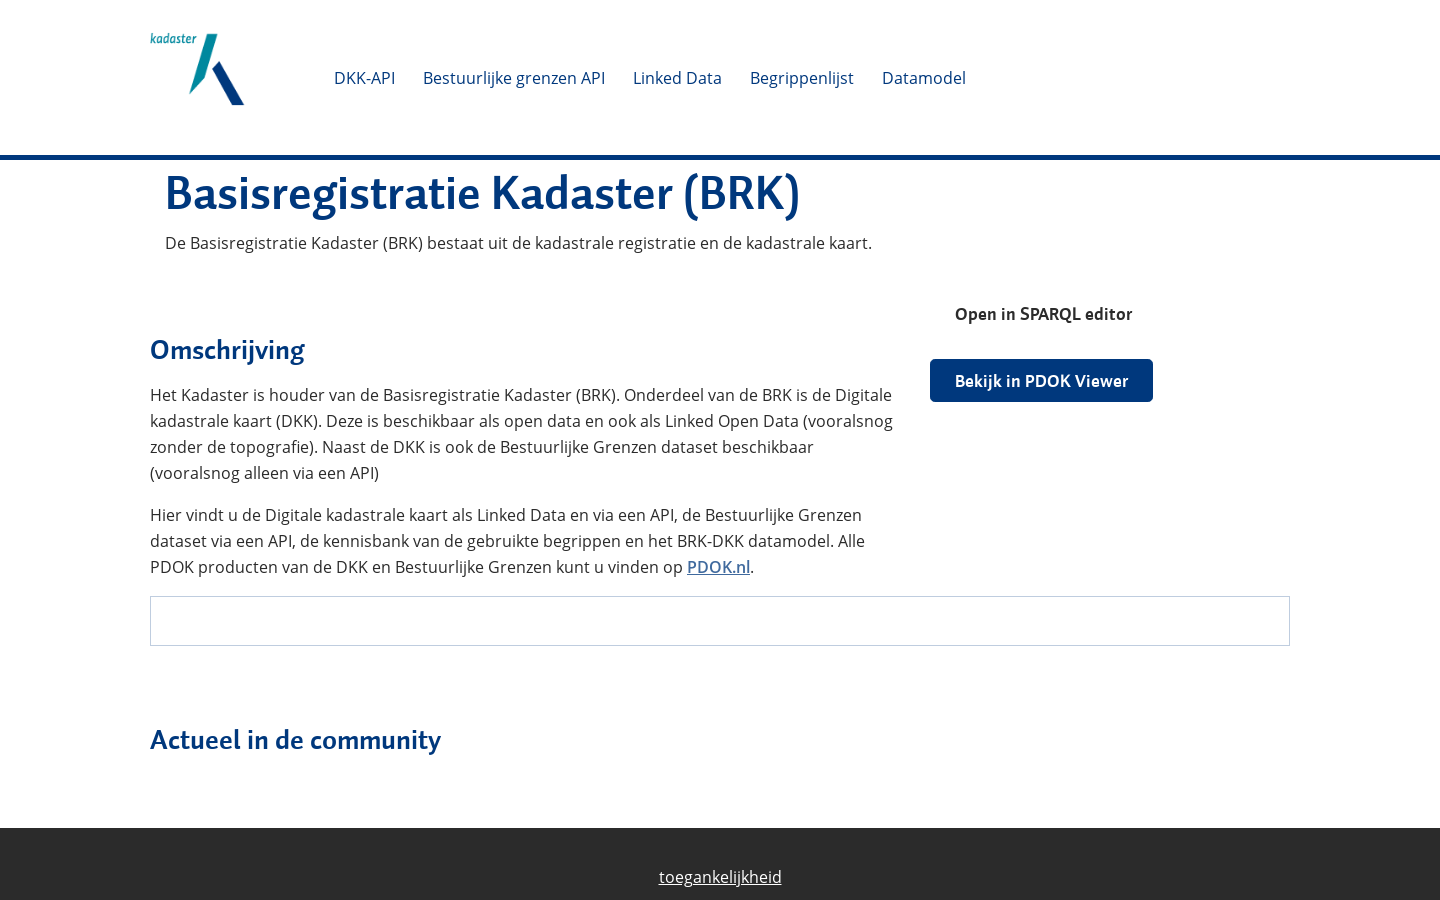 kadaster
DKK-API
Bestuurlijke grenzen API
Linked Data
Begrippenlijst
Datamodel
Basisregistratie Kadaster (BRK)
De Basisregistratie Kadaster (BRK) bestaat uit de kadastrale registratie en de kadastrale kaart.
Omschrijving
Het Kadaster is houder van de Basisregistratie Kadaster (BRK). Onderdeel van de BRK is de Digitale
kadastrale kaart (DKK). Deze is beschikbaar als open data en ook als Linked Open Data (vooralsnog
zonder de topografie). Naast de DKK is ook de Bestuurlijke Grenzen dataset beschikbaar
(vooralsnog alleen via een API)
Hier vindt u de Digitale kadastrale kaart als Linked Data en via een API, de Bestuurlijke Grenzen
dataset via een API, de kennisbank van de gebruikte begrippen en het BRK-DKK datamodel. Alle
PDOK producten van de DKK en Bestuurlijke Grenzen kunt u vinden op PDOK.nl.
Open in SPARQL editor
Bekijk in PDOK Viewer
Actueel in de community
toegankelijkheid